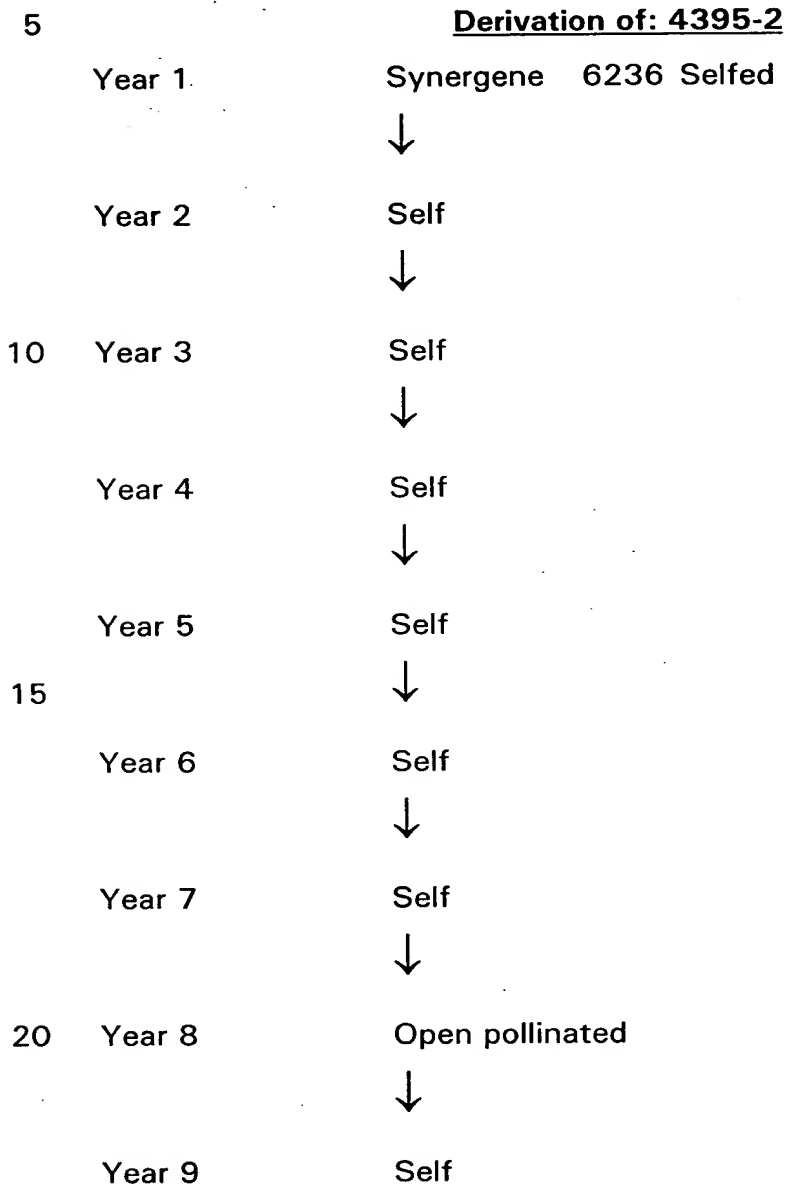 5 Derivation of: 4395-2
Year 1 Synergene 6236 Selfed
↓
Year 2 Self
↓
10 Year 3 Self
↓
Year 4 Self
↓
Year 5 Self
15 ↓
Year 6 Self
↓
Year 7 Self
↓
20 Year 8 Open pollinated
↓
Year 9 Self